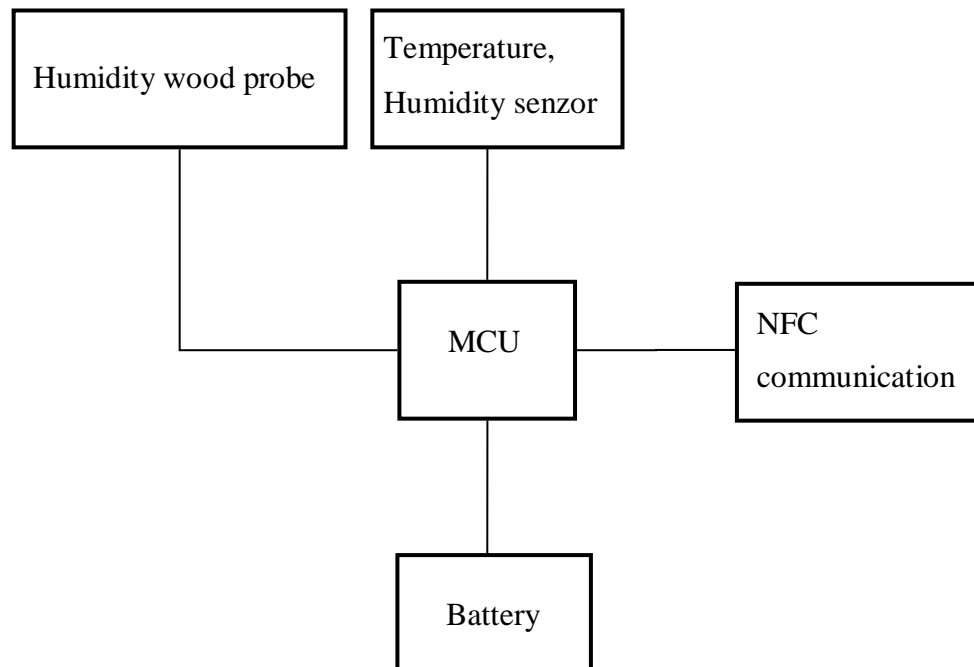 Humidity wood probe
Temperature,
Humidity senzor
MCU
NFC
communication
Battery